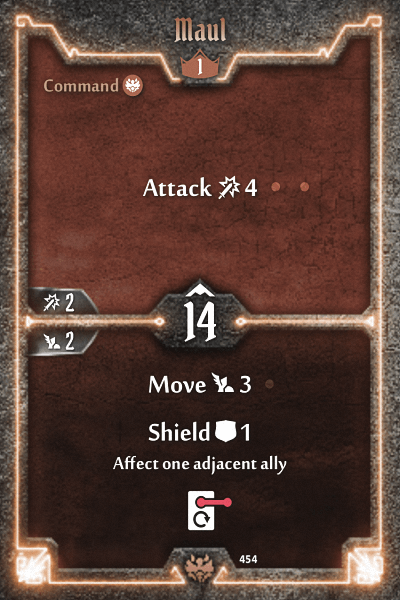 Maul
1
Command
Attack 4
2
14
2
Move 3
Shield 1
Affect one adjacent ally
454